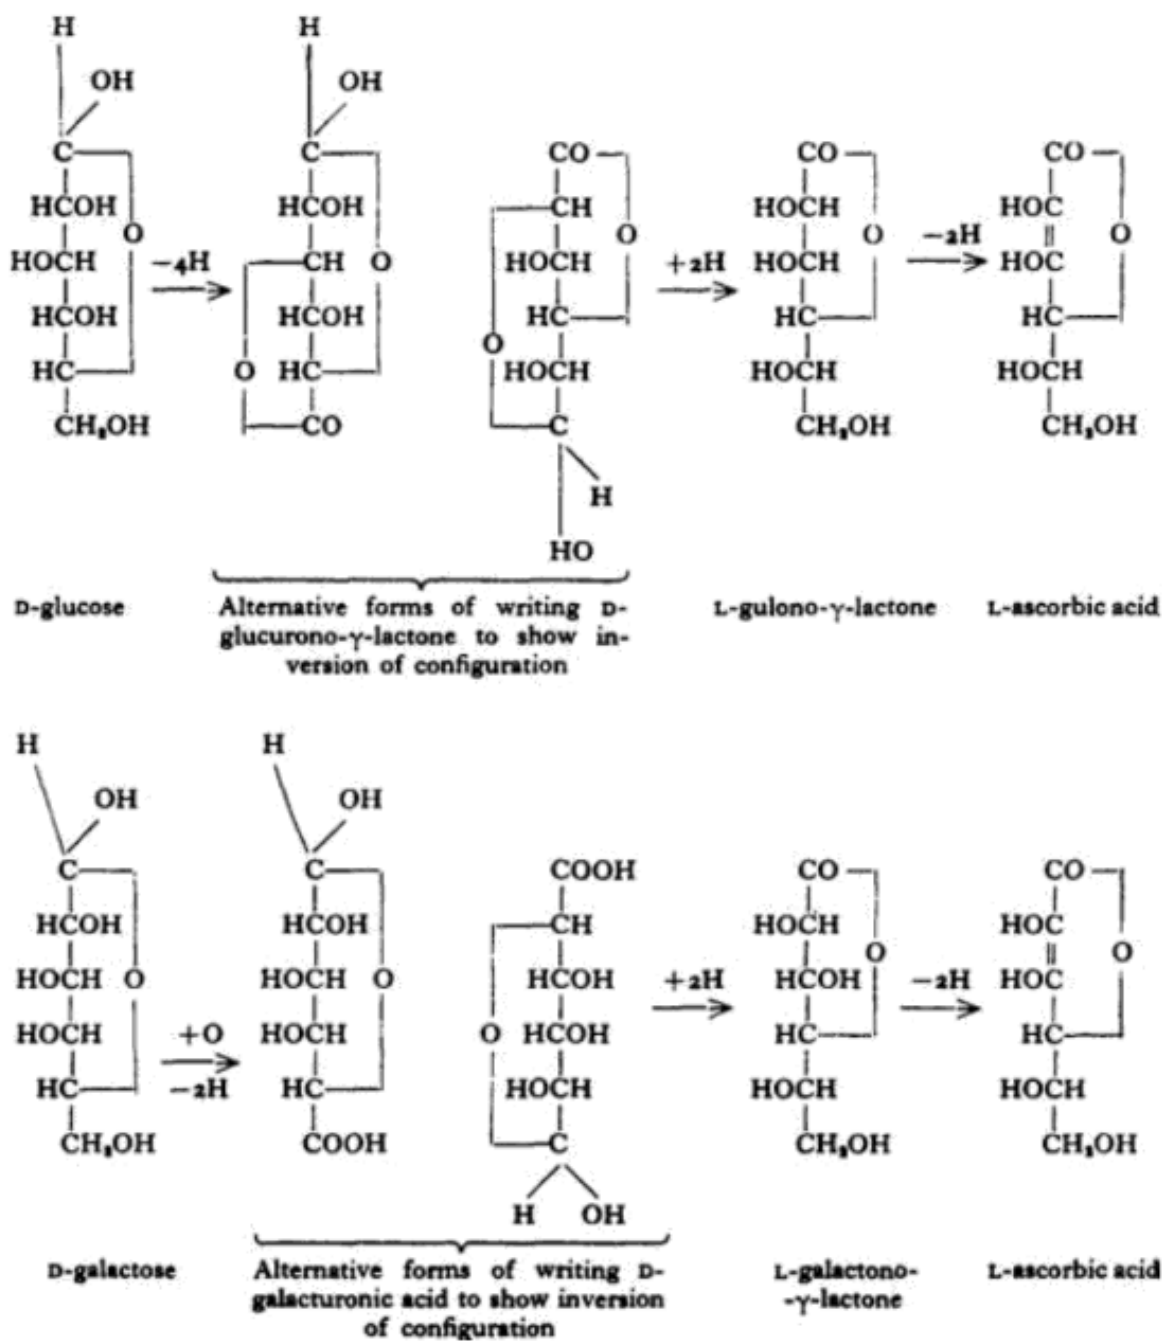 H H
OH OH
C C CO CO CO
HCOH HCOH CH HOCH HOC
O O O O
HOCH −4H CH O HOCH +2H HOCH −2H HOC
HCOH HCOH HC HC HC
O
HC O HC HOCH HOCH HOCH
CH₂OH CO C CH₂OH CH₂OH
H
HO
D-glucose Alternative forms of writing D- L-gulono-γ-lactone L-ascorbic acid
glucurono-γ-lactone to show in-
version of configuration
H H
OH OH
C C COOH CO CO
HCOH HCOH CH HOCH HOC
O O
HOCH O HOCH O HCOH +2H HCOH −2H HOC
HOCH +O HOCH O HCOH HC HC
−2H
HC HC HOCH HOCH HOCH
CH₂OH COOH C CH₂OH CH₂OH
H OH
D-galactose Alternative forms of writing D- L-galactono- L-ascorbic acid
galacturonic acid to show inversion -γ-lactone
of configuration